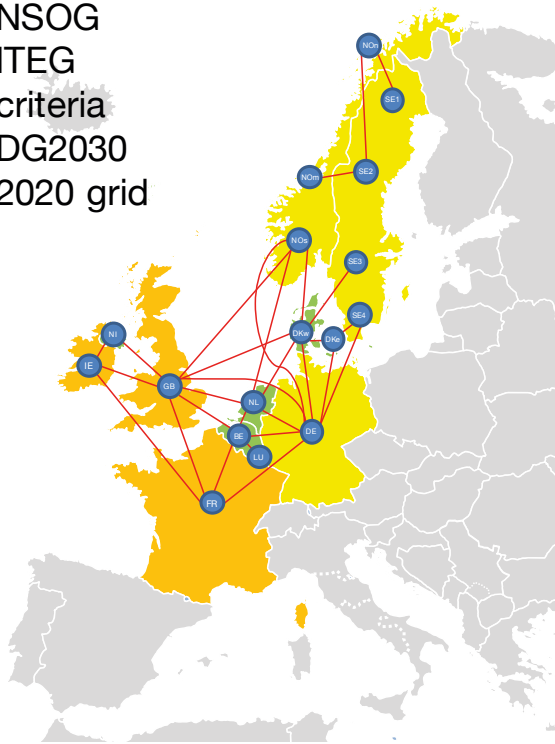 NSOG
ITEG
criteria
DG2030
2020 grid
NOn
SE1
NOm
SE2
NOs
SE3
SE4
NI
DKw
DKe
IE
GB
NL
BE
DE
LU
FR